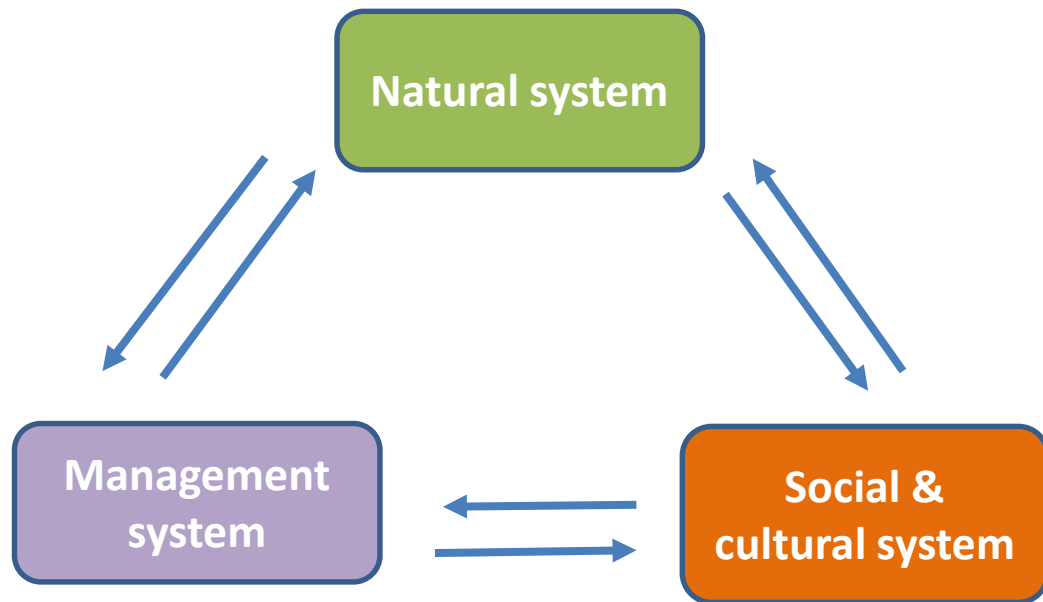 Natural system
Management
system
Social &
cultural system